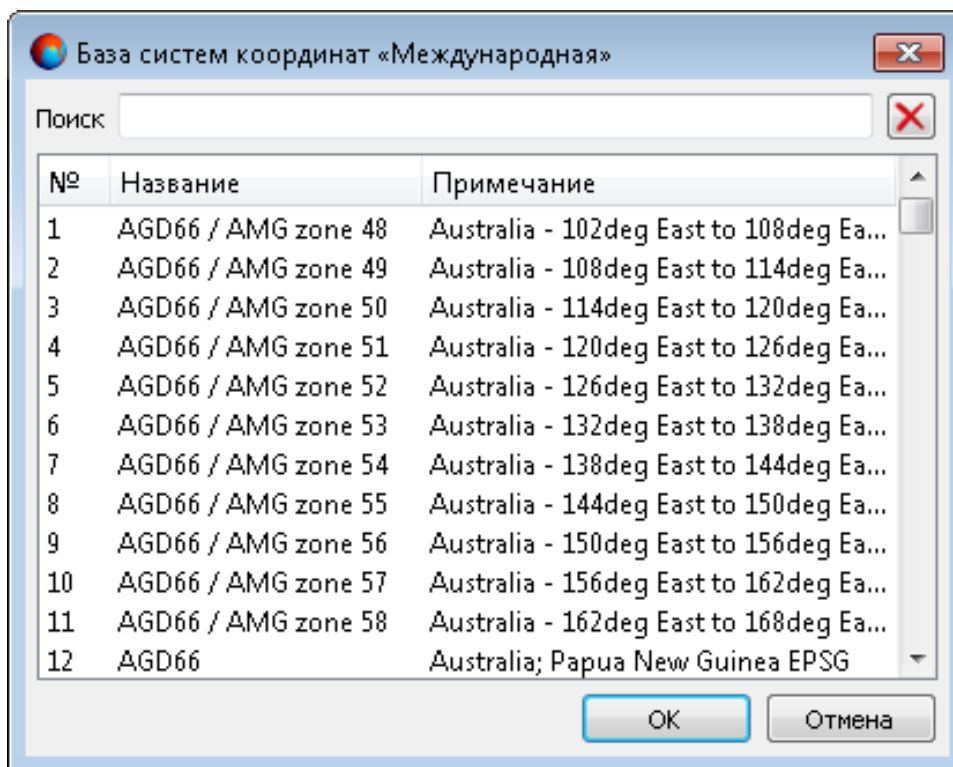 База систем координат «Международная»
Поиск
№ Название Примечание
1 AGD66 / AMG zone 48 Australia - 102deg East to 108deg Ea...
2 AGD66 / AMG zone 49 Australia - 108deg East to 114deg Ea...
3 AGD66 / AMG zone 50 Australia - 114deg East to 120deg Ea...
4 AGD66 / AMG zone 51 Australia - 120deg East to 126deg Ea...
5 AGD66 / AMG zone 52 Australia - 126deg East to 132deg Ea...
6 AGD66 / AMG zone 53 Australia - 132deg East to 138deg Ea...
7 AGD66 / AMG zone 54 Australia - 138deg East to 144deg Ea...
8 AGD66 / AMG zone 55 Australia - 144deg East to 150deg Ea...
9 AGD66 / AMG zone 56 Australia - 150deg East to 156deg Ea...
10 AGD66 / AMG zone 57 Australia - 156deg East to 162deg Ea...
11 AGD66 / AMG zone 58 Australia - 162deg East to 168deg Ea...
12 AGD66 Australia; Papua New Guinea EPSG
OK Отмена